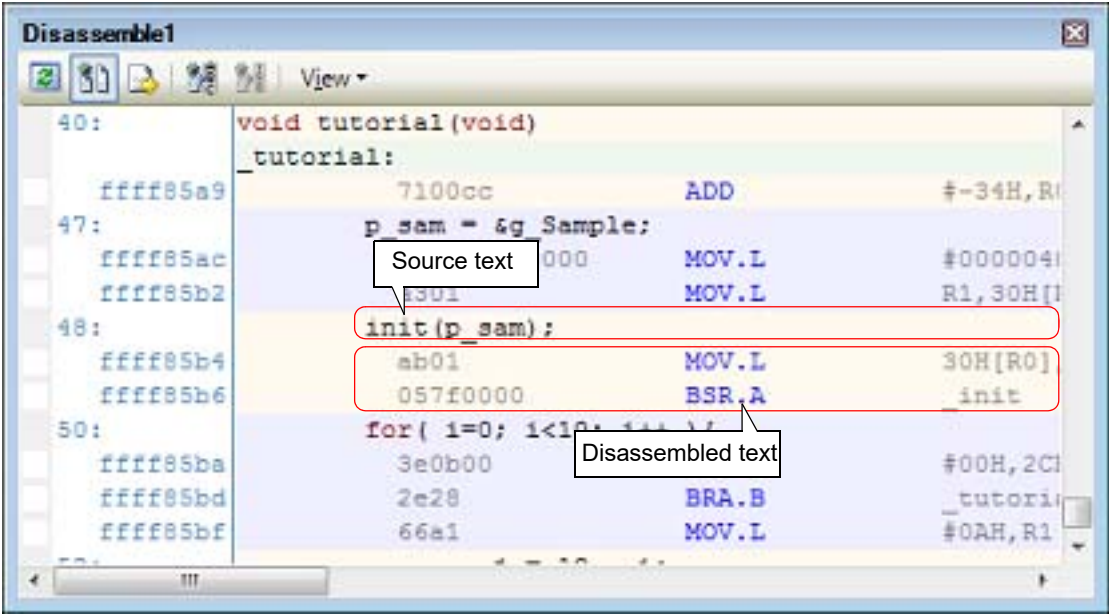 Disassemble1
View
40: void tutorial(void)
_tutorial:
ffff85a9 7100cc ADD #-34H,R
47: p_sam = &g_Sample;
ffff85ac 000 MOV.L #000004
Source text
ffff85b2 a301 MOV.L R1,30H[
48: init(p_sam);
ffff85b4 ab01 MOV.L 30H[R0]
ffff85b6 057f0000 BSR.A _init
50: for( i=0; i<10; i++ ){
Disassembled text
ffff85ba 3e0b00 #00H,2C
ffff85bd 2e28 BRA.B _tutori
ffff85bf 66a1 MOV.L #0AH,R1